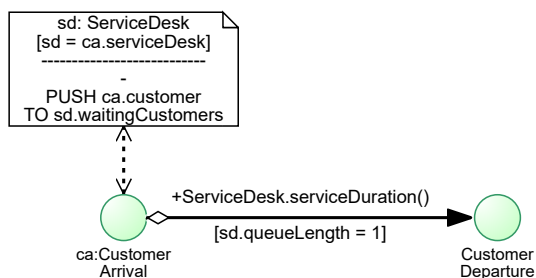 sd: ServiceDesk
[sd = ca.serviceDesk]
---------------------------
-
PUSH ca.customer
TO sd.waitingCustomers
+ServiceDesk.serviceDuration()
[sd.queueLength = 1]
ca:Customer
Arrival
Customer
Departure